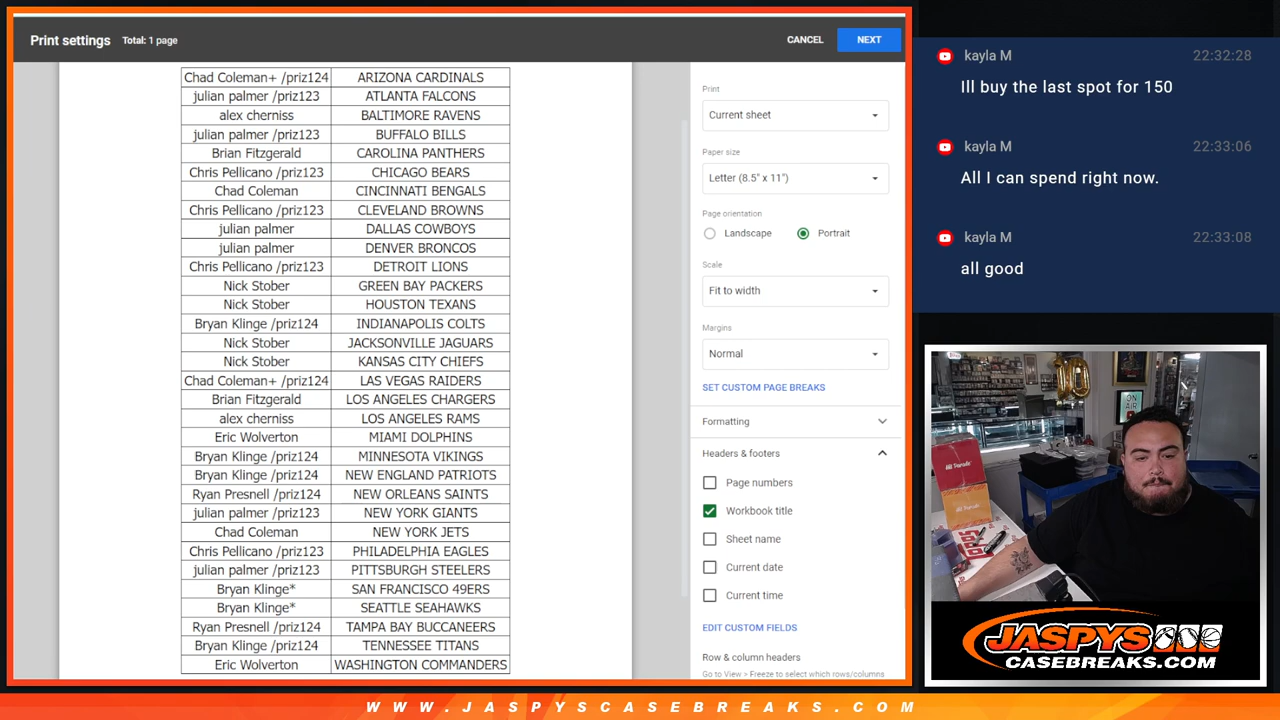 Print settings Total: 1 page CANCEL NEXT
Chad Coleman+ /priz124 ARIZONA CARDINALS
julian palmer /priz123 ATLANTA FALCONS
alex cherniss BALTIMORE RAVENS
julian palmer /priz123 BUFFALO BILLS
Brian Fitzgerald CAROLINA PANTHERS
Chris Pellicano /priz123 CHICAGO BEARS
Chad Coleman CINCINNATI BENGALS
Chris Pellicano /priz123 CLEVELAND BROWNS
julian palmer DALLAS COWBOYS
julian palmer DENVER BRONCOS
Chris Pellicano /priz123 DETROIT LIONS
Nick Stober GREEN BAY PACKERS
Nick Stober HOUSTON TEXANS
Bryan Klinge /priz124 INDIANAPOLIS COLTS
Nick Stober JACKSONVILLE JAGUARS
Nick Stober KANSAS CITY CHIEFS
Chad Coleman+ /priz124 LAS VEGAS RAIDERS
Brian Fitzgerald LOS ANGELES CHARGERS
alex cherniss LOS ANGELES RAMS
Eric Wolverton MIAMI DOLPHINS
Bryan Klinge /priz124 MINNESOTA VIKINGS
Bryan Klinge /priz124 NEW ENGLAND PATRIOTS
Ryan Presnell /priz124 NEW ORLEANS SAINTS
julian palmer /priz123 NEW YORK GIANTS
Chad Coleman NEW YORK JETS
Chris Pellicano /priz123 PHILADELPHIA EAGLES
julian palmer /priz123 PITTSBURGH STEELERS
Bryan Klinge* SAN FRANCISCO 49ERS
Bryan Klinge* SEATTLE SEAHAWKS
Ryan Presnell /priz124 TAMPA BAY BUCCANEERS
Bryan Klinge /priz124 TENNESSEE TITANS
Eric Wolverton WASHINGTON COMMANDERS
Print
Current sheet
Paper size
Letter (8.5" x 11")
Page orientation
Landscape Portrait
Scale
Fit to width
Margins
Normal
SET CUSTOM PAGE BREAKS
Formatting
Headers & footers
Page numbers
Workbook title
Sheet name
Current date
Current time
EDIT CUSTOM FIELDS
Row & column headers
Go to View > Freeze to select which rows/columns
kayla M 22:32:28
Ill buy the last spot for 150
kayla M 22:33:06
All I can spend right now.
kayla M 22:33:08
all good
10
ON AIR
JASPYS
CASEBREAKS.COM
WWW.JASPYSCASEBREAKS.COM